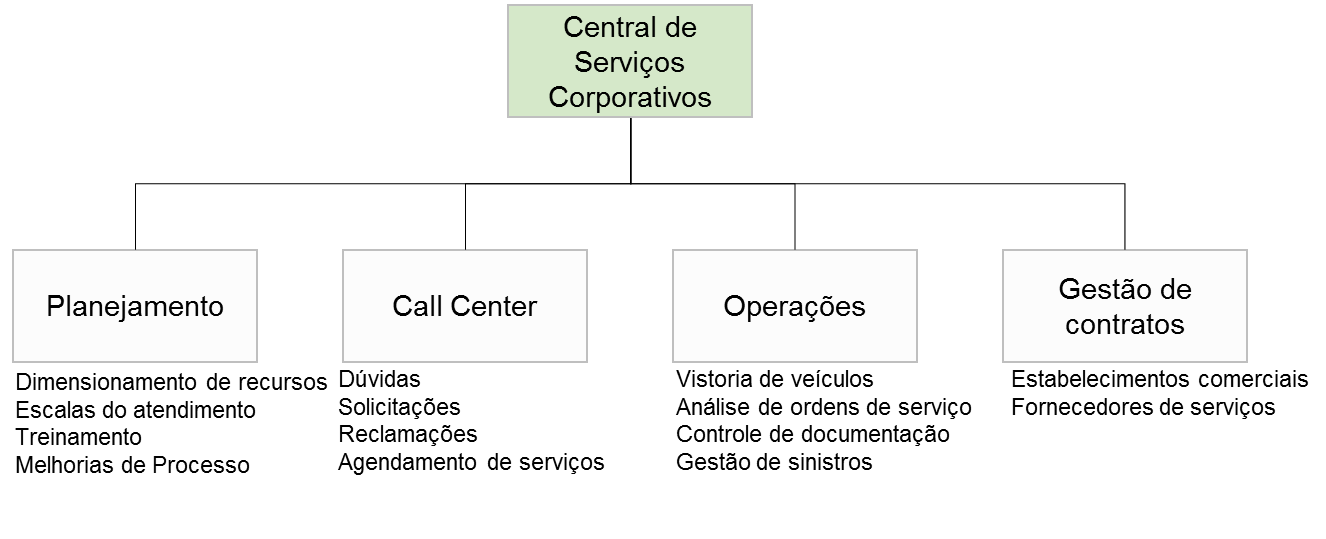 Central de
Serviços
Corporativos
Planejamento
Call Center
Operações
Gestão de
contratos
Dimensionamento de recursos
Escalas do atendimento
Treinamento
Melhorias de Processo
Dúvidas
Solicitações
Reclamações
Agendamento de serviços
Vistoria de veículos
Análise de ordens de serviço
Controle de documentação
Gestão de sinistros
Estabelecimentos comerciais
Fornecedores de serviços